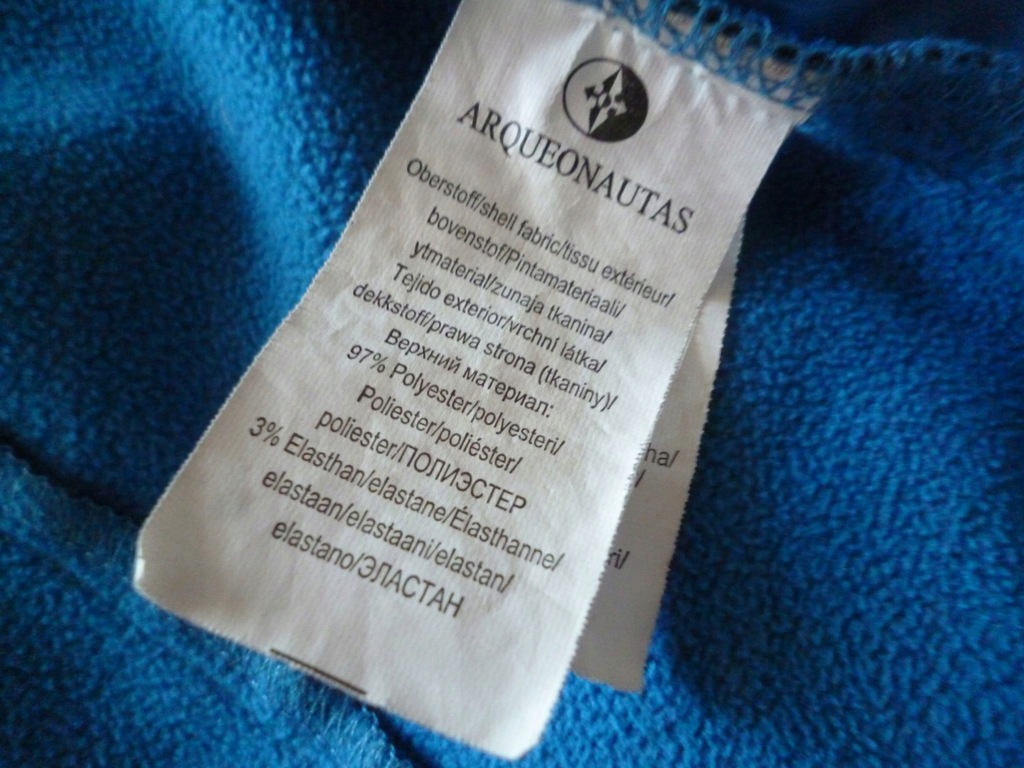 ARQUEONAUTAS
Oberstoff/shell fabric/tissu extérieur/
bovenstof/Pintamateriaali/
ytmaterial/zunaja tkanina/
Tejido exterior/vrchní látka/
dekkstoff/prawa strona (tkaniny)/
Верхний материал:
97% Polyester/polyesteri/
Poliester/poliéster/
poliester/ПОЛИЭСТЕР
3% Elasthan/elastane/Élasthanne/
elastaan/elastaani/elastan/
elastano/ЭЛАСТАН